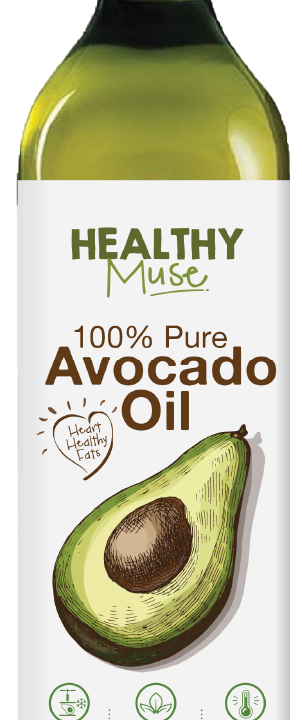 HEALTHY
Muse
100% Pure
Avocado
Oil
Heart
Healthy
Fats